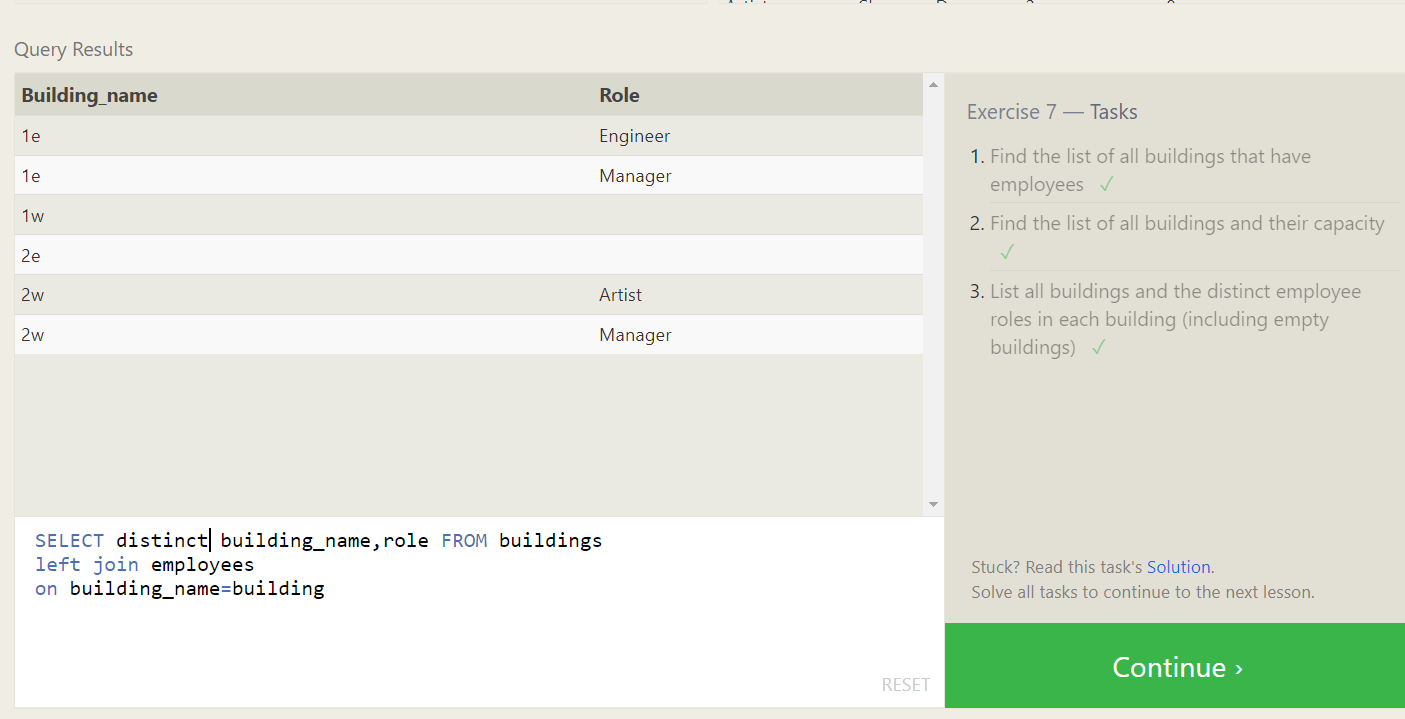 Query Results
Building_name Role
1e Engineer
1e Manager
1w
2e
2w Artist
2w Manager
SELECT distinct building_name,role FROM buildings
left join employees
on building_name=building
RESET
Exercise 7 — Tasks
1. Find the list of all buildings that have
employees ✓
2. Find the list of all buildings and their capacity
✓
3. List all buildings and the distinct employee
roles in each building (including empty
buildings) ✓
Stuck? Read this task's Solution.
Solve all tasks to continue to the next lesson.
Continue ›